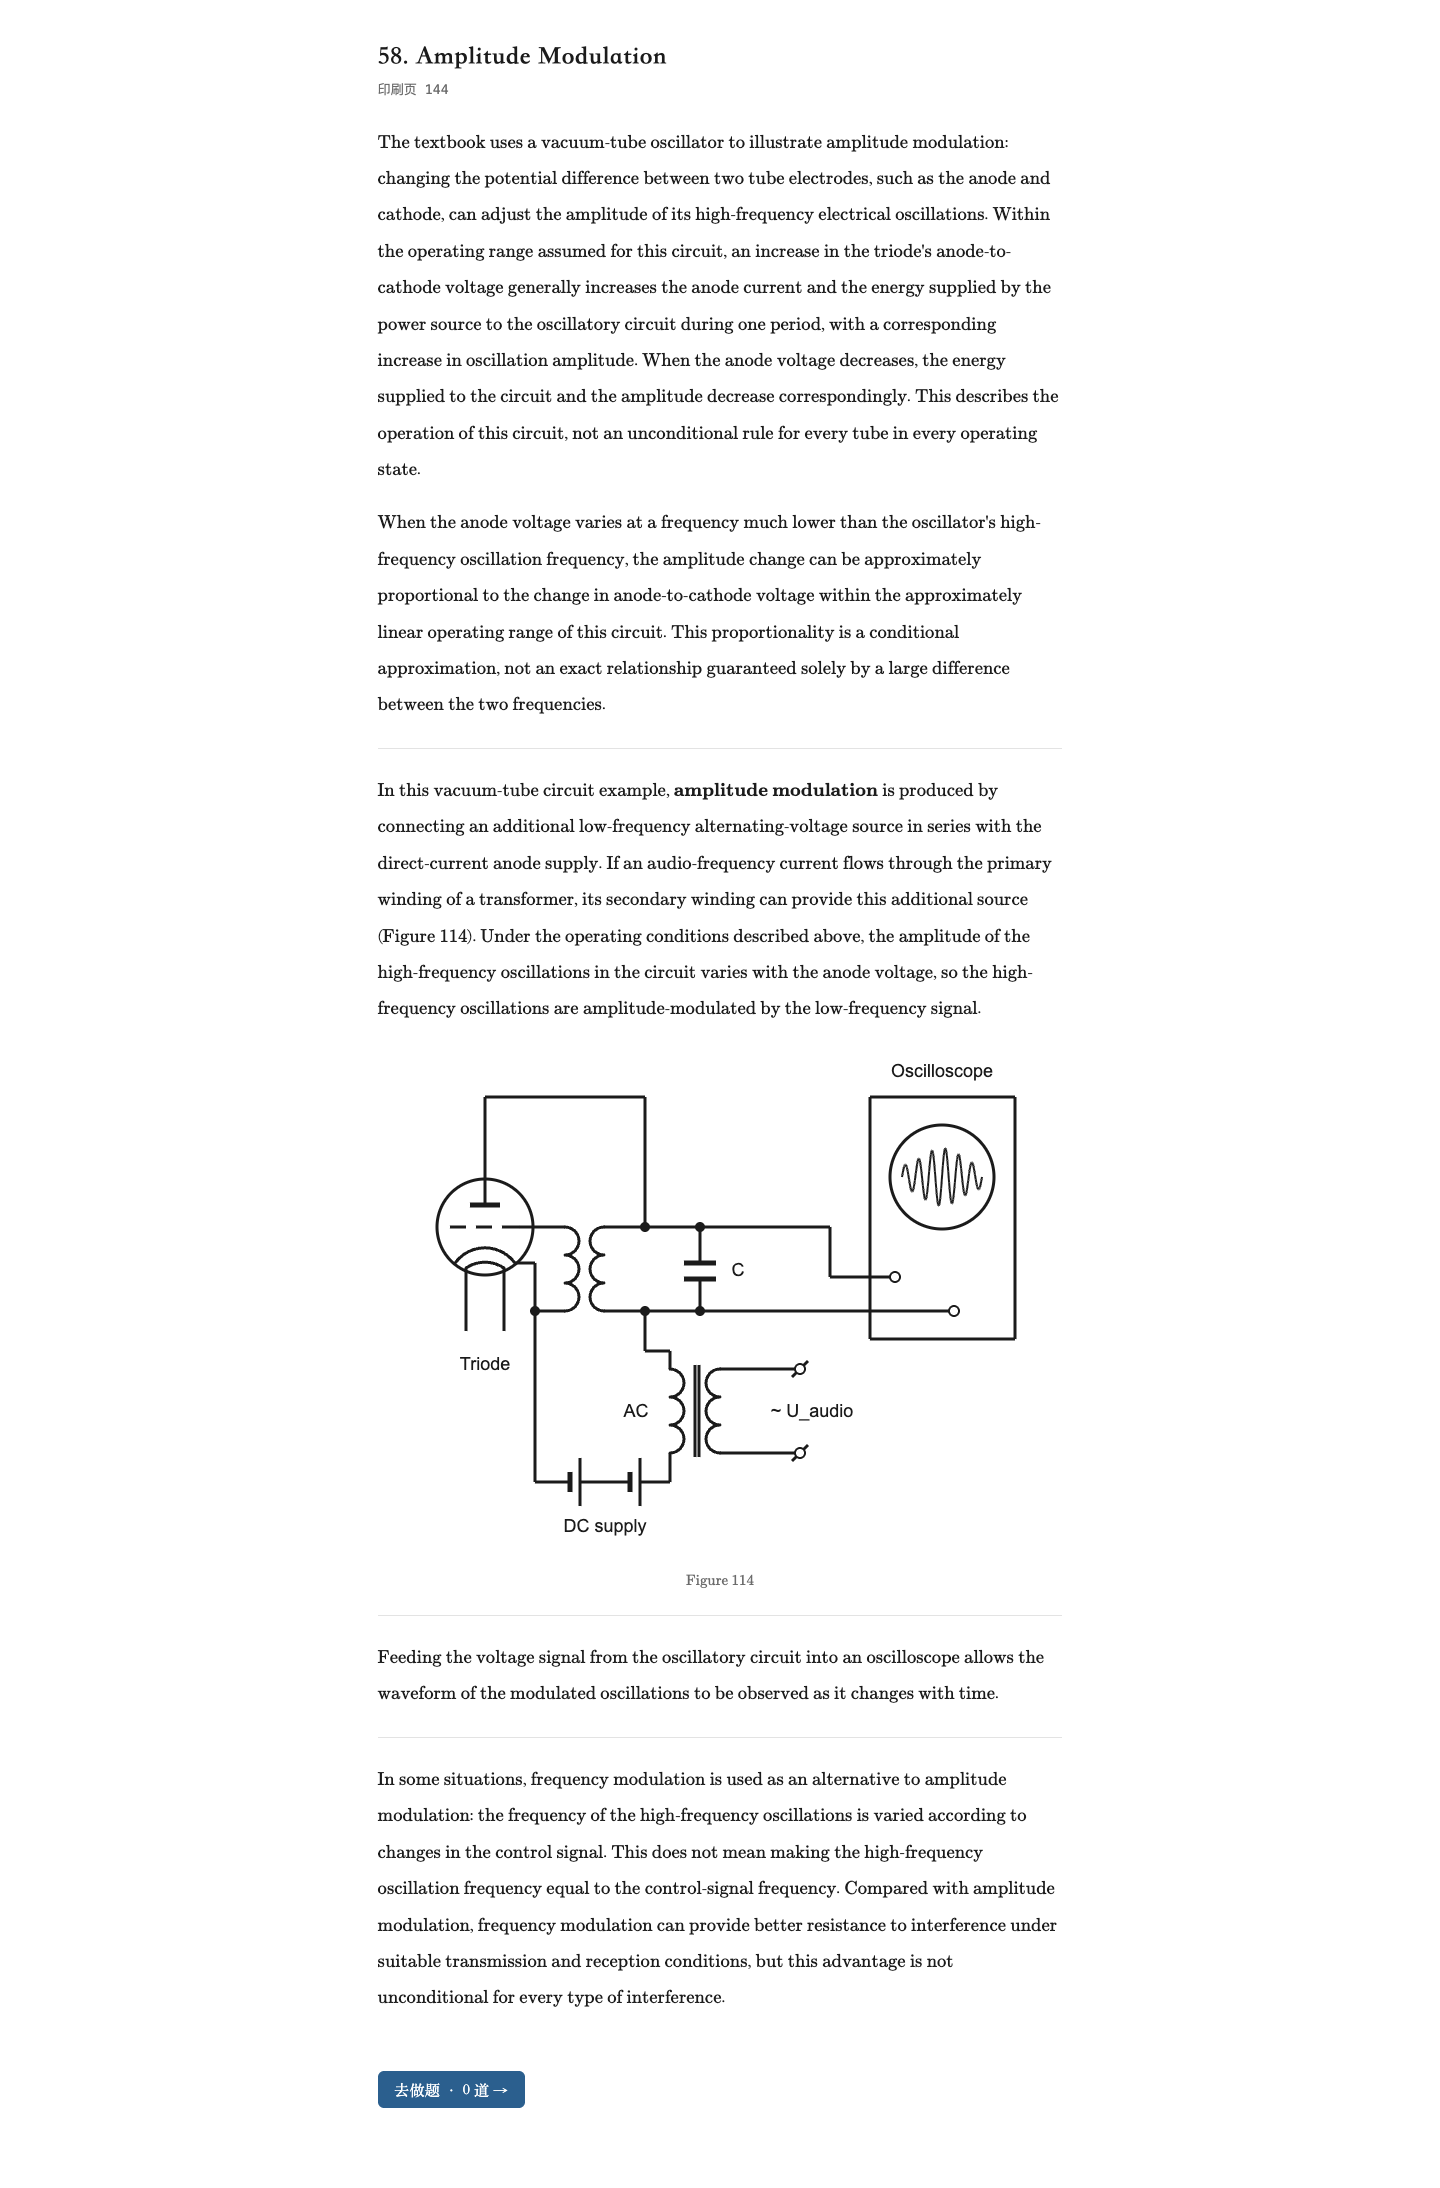 58. Amplitude Modulation
印刷页 144
The textbook uses a vacuum-tube oscillator to illustrate amplitude modulation:
changing the potential difference between two tube electrodes, such as the anode and
cathode, can adjust the amplitude of its high-frequency electrical oscillations. Within
the operating range assumed for this circuit, an increase in the triode's anode-to-
cathode voltage generally increases the anode current and the energy supplied by the
power source to the oscillatory circuit during one period, with a corresponding
increase in oscillation amplitude. When the anode voltage decreases, the energy
supplied to the circuit and the amplitude decrease correspondingly. This describes the
operation of this circuit, not an unconditional rule for every tube in every operating
state.
When the anode voltage varies at a frequency much lower than the oscillator's high-
frequency oscillation frequency, the amplitude change can be approximately
proportional to the change in anode-to-cathode voltage within the approximately
linear operating range of this circuit. This proportionality is a conditional
approximation, not an exact relationship guaranteed solely by a large difference
between the two frequencies.
In this vacuum-tube circuit example, amplitude modulation is produced by
connecting an additional low-frequency alternating-voltage source in series with the
direct-current anode supply. If an audio-frequency current flows through the primary
winding of a transformer, its secondary winding can provide this additional source
(Figure 114). Under the operating conditions described above, the amplitude of the
high-frequency oscillations in the circuit varies with the anode voltage, so the high-
frequency oscillations are amplitude-modulated by the low-frequency signal.
Oscilloscope
C
Triode
AC
~ U_audio
DC supply
Figure 114
Feeding the voltage signal from the oscillatory circuit into an oscilloscope allows the
waveform of the modulated oscillations to be observed as it changes with time.
In some situations, frequency modulation is used as an alternative to amplitude
modulation: the frequency of the high-frequency oscillations is varied according to
changes in the control signal. This does not mean making the high-frequency
oscillation frequency equal to the control-signal frequency. Compared with amplitude
modulation, frequency modulation can provide better resistance to interference under
suitable transmission and reception conditions, but this advantage is not
unconditional for every type of interference.
去做题 · 0 道 →